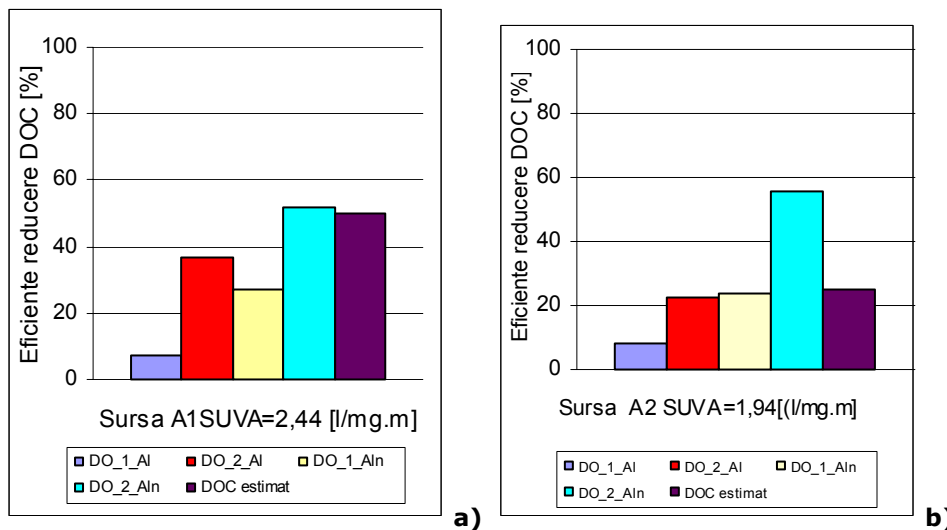 Eficiente reducere DOC [%]
100
80
60
40
20
0
Sursa A1SUVA=2,44 [l/mg.m]
DO_1_Al DO_2_Al DO_1_Aln
DO_2_Aln DOC estimat
a)
Eficiente reducere DOC [%]
100
80
60
40
20
0
Sursa A2 SUVA=1,94[(l/mg.m]
DO_1_Al DO_2_Al DO_1_Aln
DO_2_Aln DOC estimat
b)